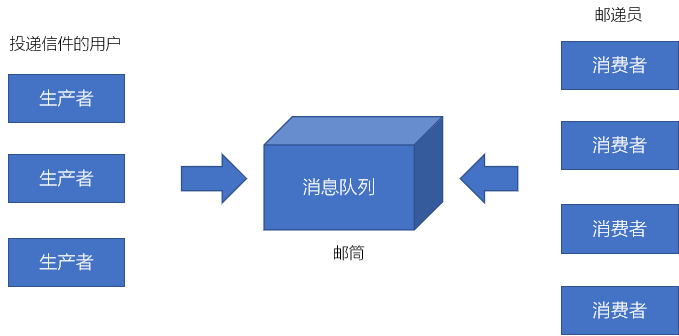 投递信件的用户
生产者
生产者
生产者
消息队列
邮筒
邮递员
消费者
消费者
消费者
消费者